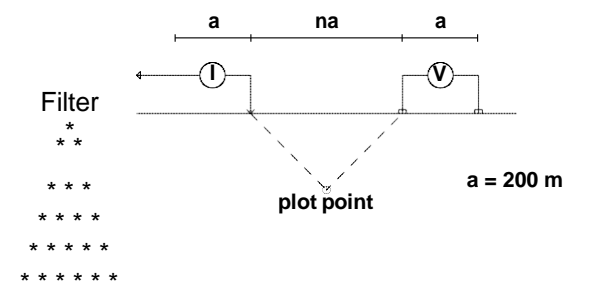 a na a
I V
Filter
*
* *
* * *
a = 200 m
plot point
* * * *
* * * * *
* * * * * *